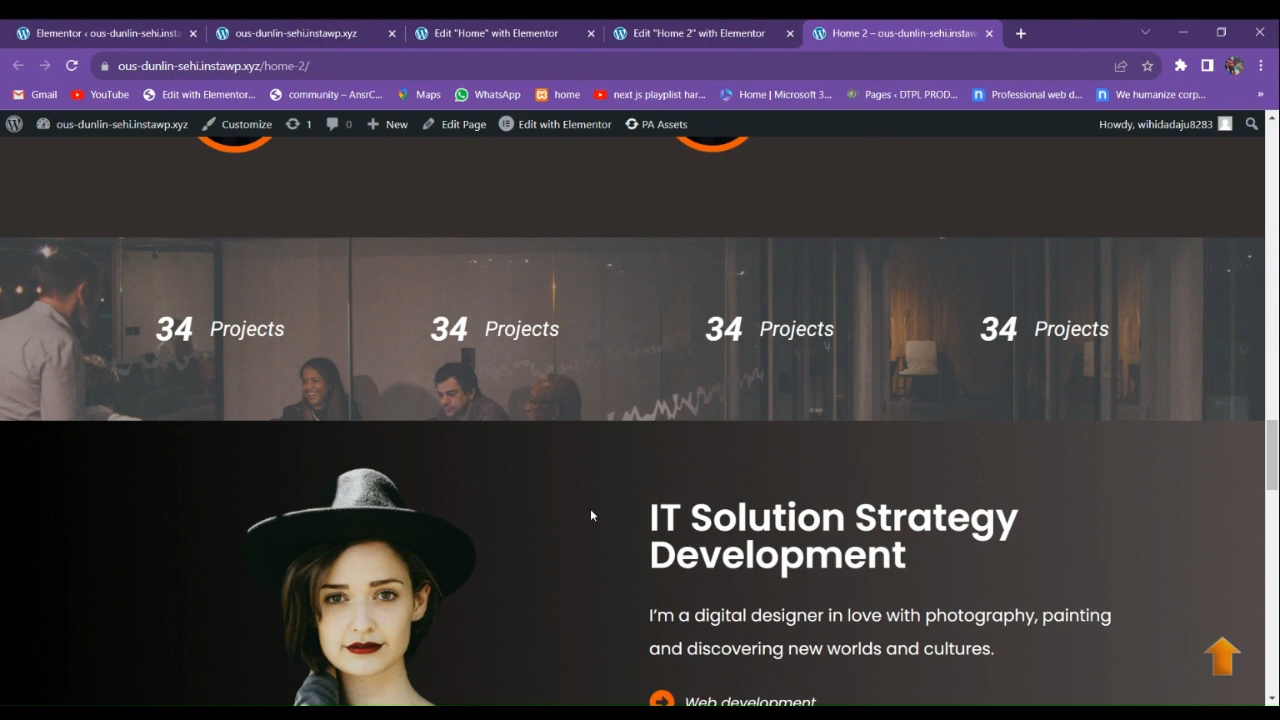 Elementor ‹ ous-dunlin-sehi.insta
ous-dunlin-sehi.instawp.xyz
Edit "Home" with Elementor
Edit "Home 2" with Elementor
Home 2 – ous-dunlin-sehi.instaw
ous-dunlin-sehi.instawp.xyz/home-2/
Gmail
YouTube
Edit with Elementor...
community – AnsrC...
Maps
WhatsApp
home
next js playplist har...
Home | Microsoft 3...
Pages ‹ DTPL PROD...
Professional web d...
We humanize corp...
»
ous-dunlin-sehi.instawp.xyz
Customize
1
0
New
Edit Page
Edit with Elementor
PA Assets
Howdy, wihidadaju8283
34 Projects
34 Projects
34 Projects
34 Projects
IT Solution Strategy
Development
I'm a digital designer in love with photography, painting
and discovering new worlds and cultures.
Web development